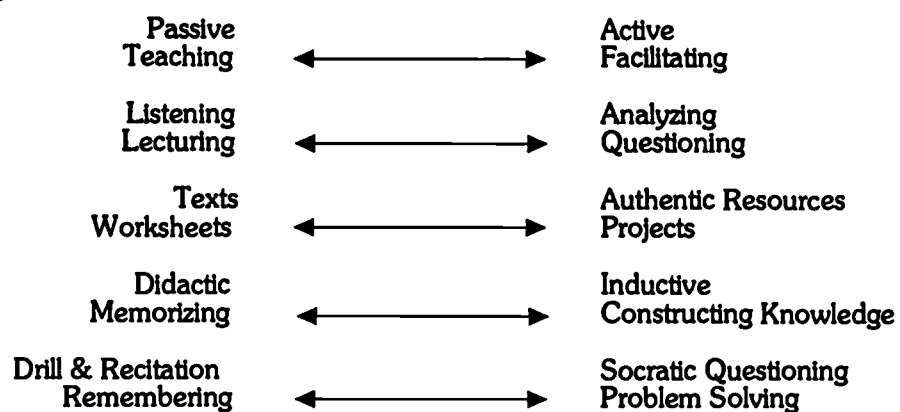 Passive Active
Teaching Facilitating
Listening Analyzing
Lecturing Questioning
Texts Authentic Resources
Worksheets Projects
Didactic Inductive
Memorizing Constructing Knowledge
Drill & Recitation Socratic Questioning
Remembering Problem Solving